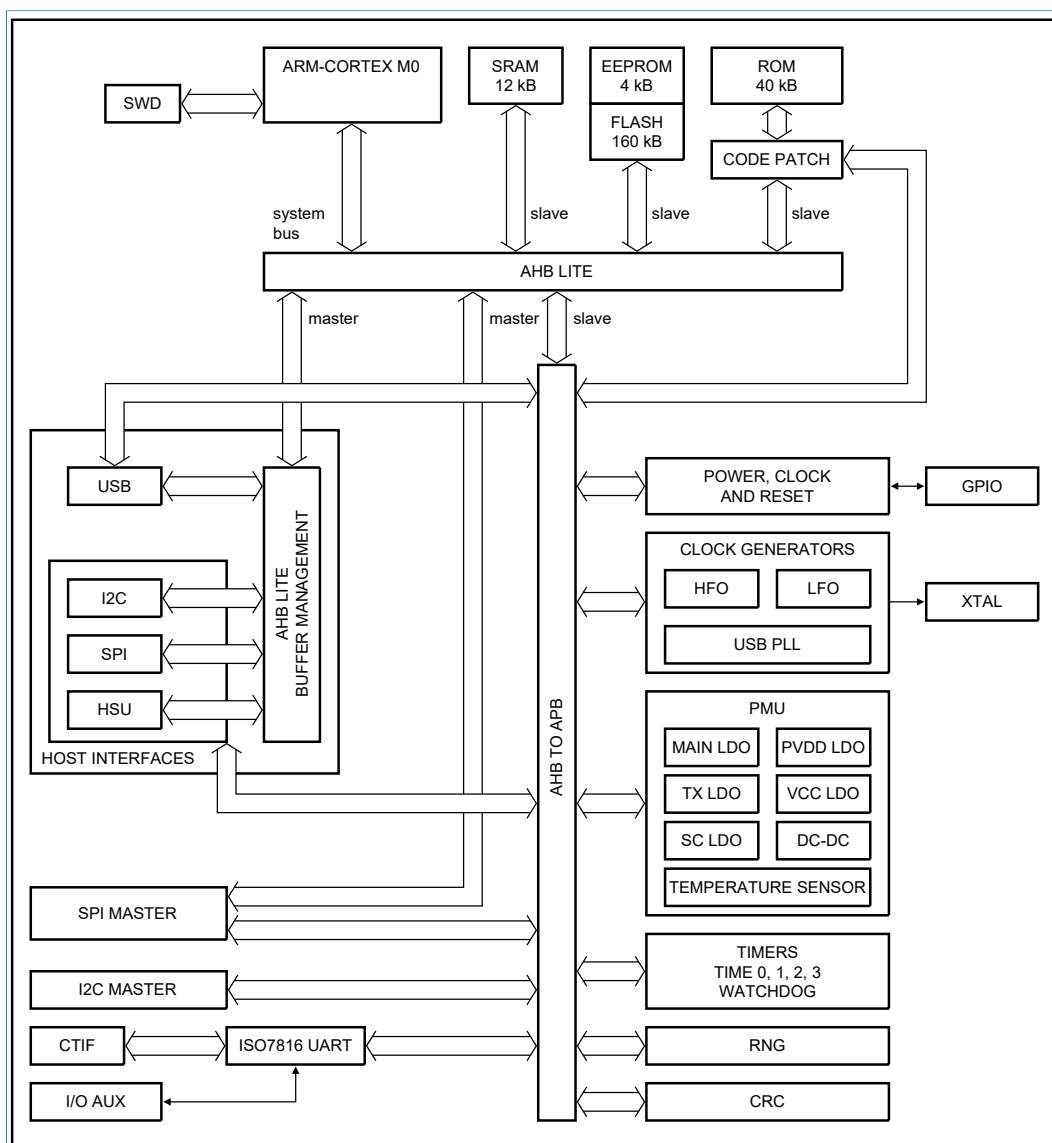 ARM-CORTEX M0
SRAM
12 kB
EEPROM
4 kB
ROM
40 kB
SWD
FLASH
160 kB
CODE PATCH
system
bus
slave
slave
slave
AHB LITE
master
master
slave
USB
POWER, CLOCK
AND RESET
GPIO
CLOCK GENERATORS
HFO
LFO
XTAL
USB PLL
I2C
SPI
HSU
AHB LITE
BUFFER MANAGEMENT
HOST INTERFACES
AHB TO APB
PMU
MAIN LDO
PVDD LDO
TX LDO
VCC LDO
SC LDO
DC-DC
TEMPERATURE SENSOR
SPI MASTER
TIMERS
TIME 0, 1, 2, 3
WATCHDOG
I2C MASTER
CTIF
ISO7816 UART
RNG
I/O AUX
CRC